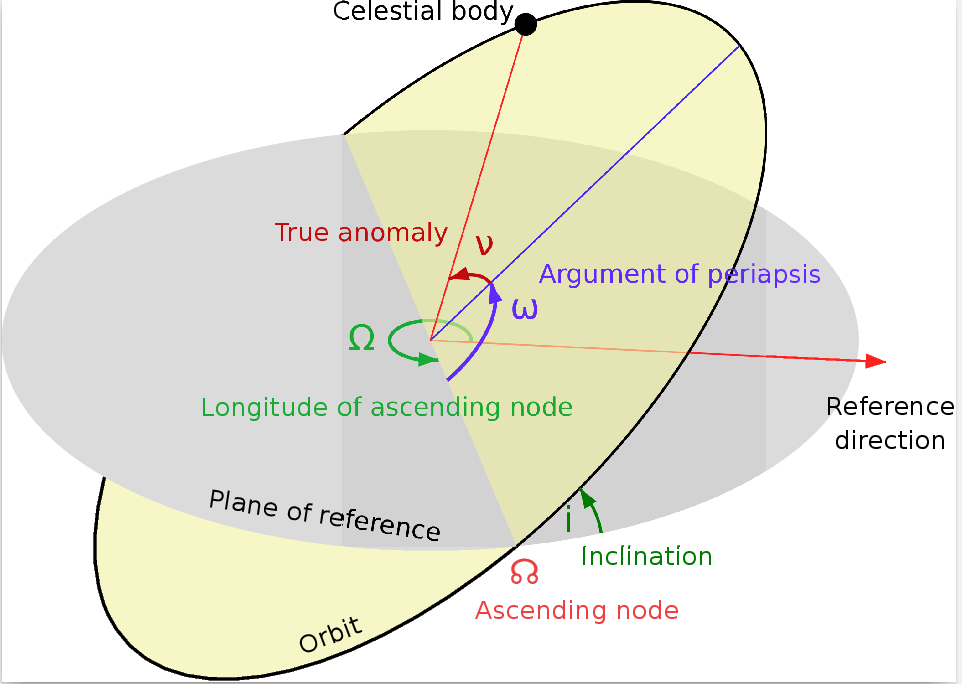 Celestial body
True anomaly
ν
Argument of periapsis
ω
Ω
Longitude of ascending node
Reference
direction
Plane of reference
i
Inclination
☊
Ascending node
Orbit